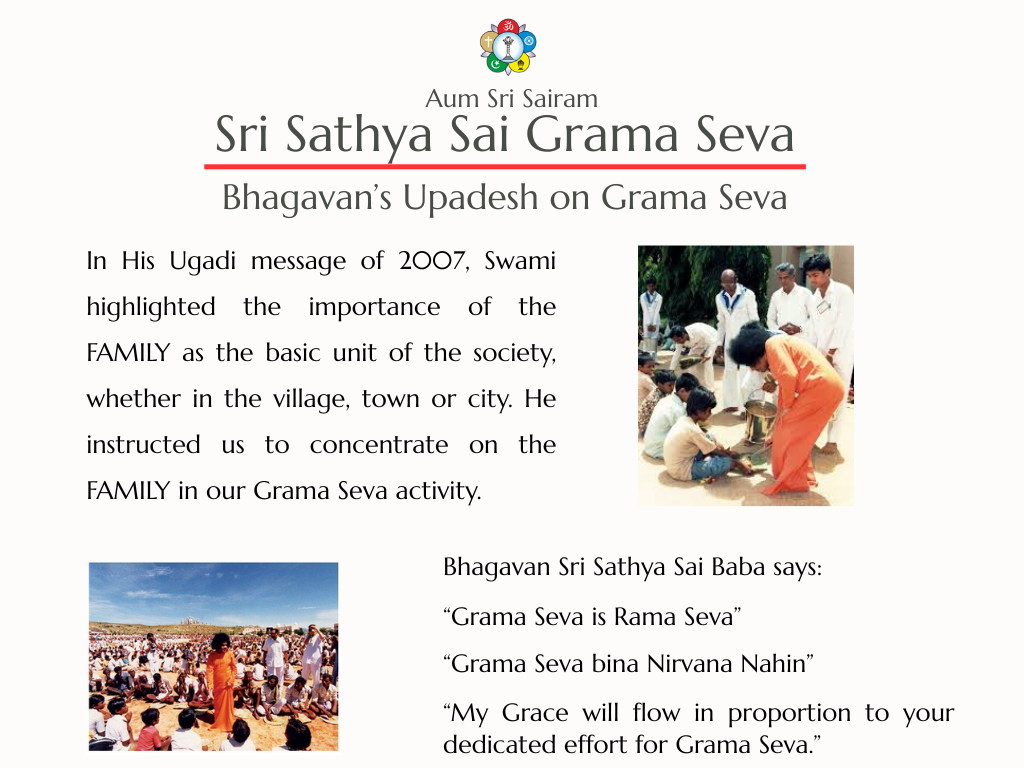 Aum Sri Sairam
Sri Sathya Sai Grama Seva
Bhagavan’s Upadesh on Grama Seva
In His Ugadi message of 2007, Swami
highlighted the importance of the
FAMILY as the basic unit of the society,
whether in the village, town or city. He
instructed us to concentrate on the
FAMILY in our Grama Seva activity.
Bhagavan Sri Sathya Sai Baba says:
“Grama Seva is Rama Seva”
“Grama Seva bina Nirvana Nahin”
“My Grace will flow in proportion to your
dedicated effort for Grama Seva.”